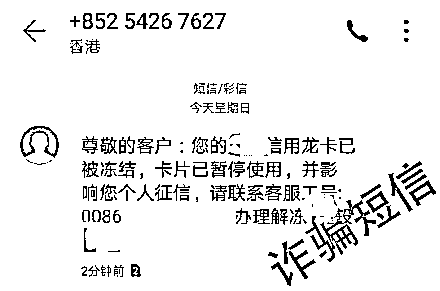 +852 5426 7627
香港
短信/彩信
今天星期日
尊敬的客户：您的 信用龙卡已
被冻结，卡片已暂停使用，并影
响您个人征信，请联系客服工号:
0086 办理解冻
2分钟前 2
诈骗短信